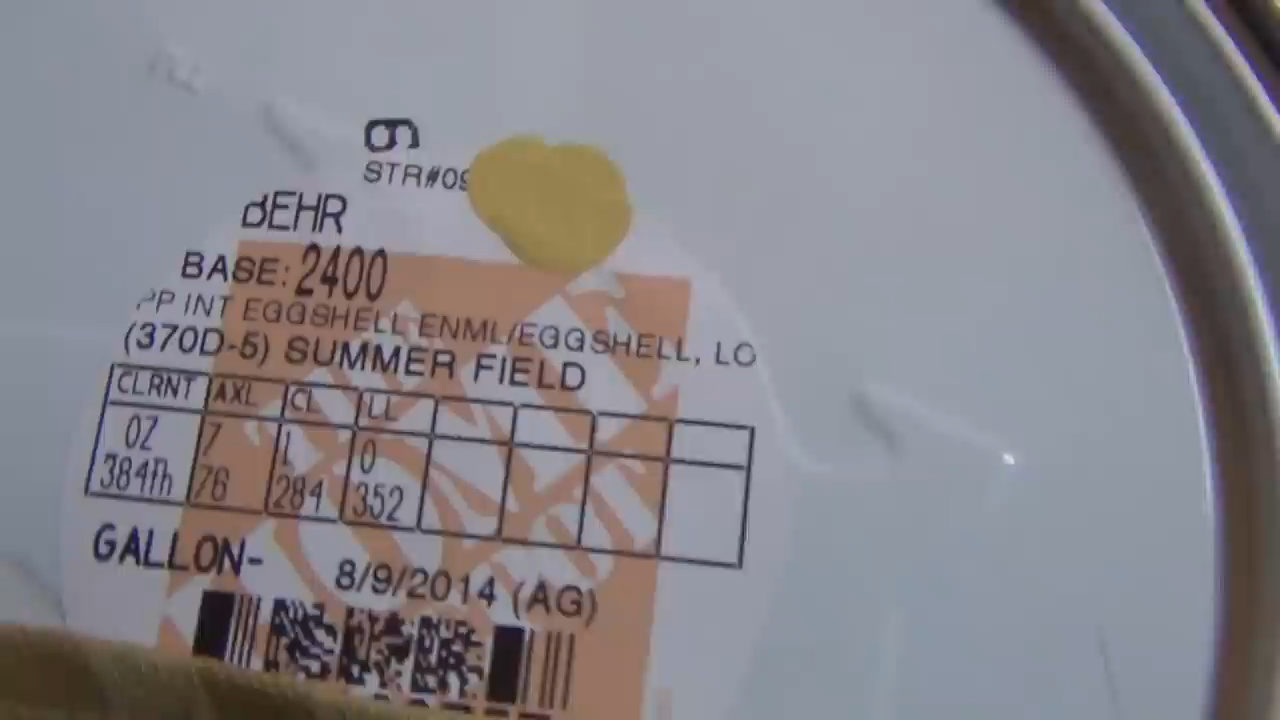 6
STR#09
BEHR
BASE: 2400
PP INT EGGSHELL ENML/EGGSHELL, LO
(370D-5) SUMMER FIELD
CLRNT AXL CL LL
OZ 7 1 0
384Th 76 284 352
GALLON- 8/9/2014 (AG)